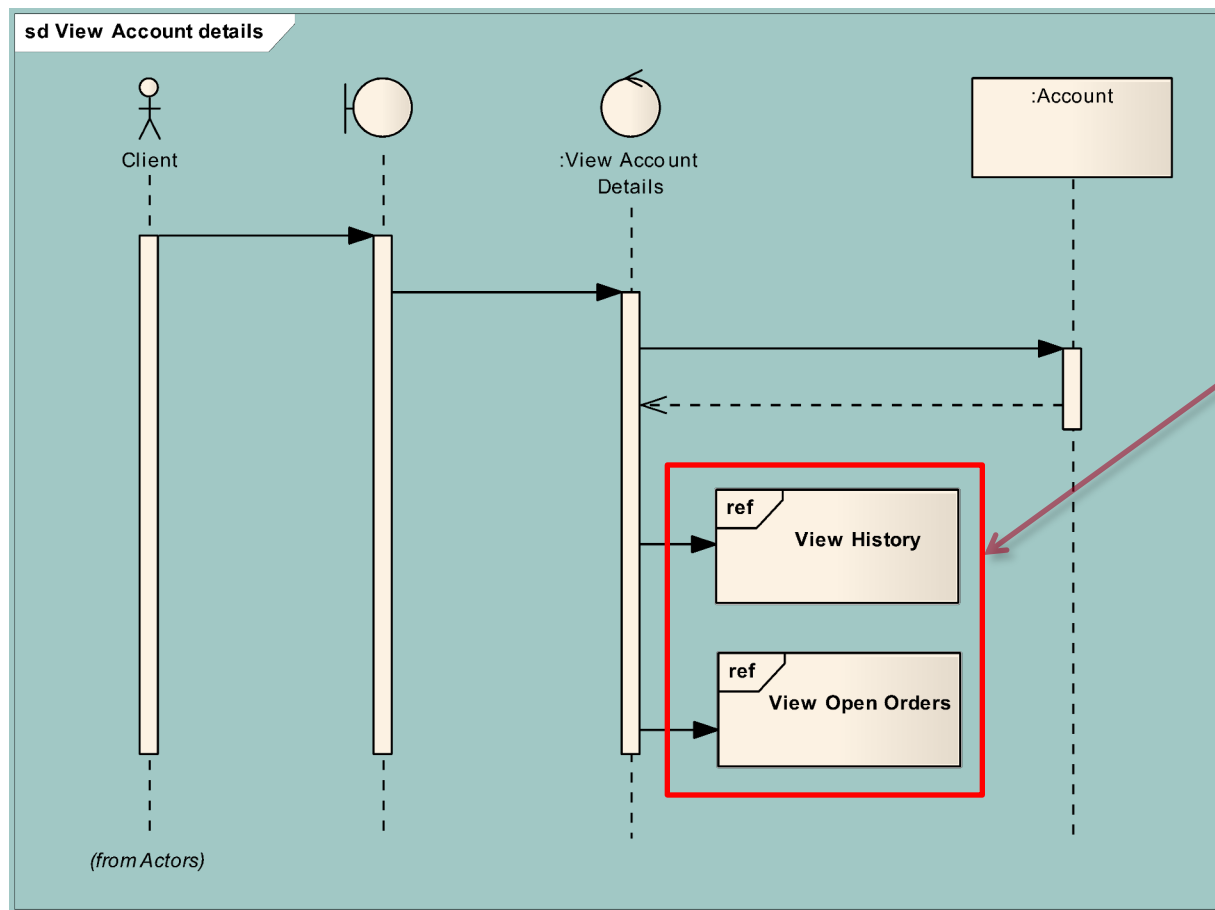 sd View Account details
:Account
Client
:View Account
Details
ref
View History
ref
View Open Orders
(from Actors)